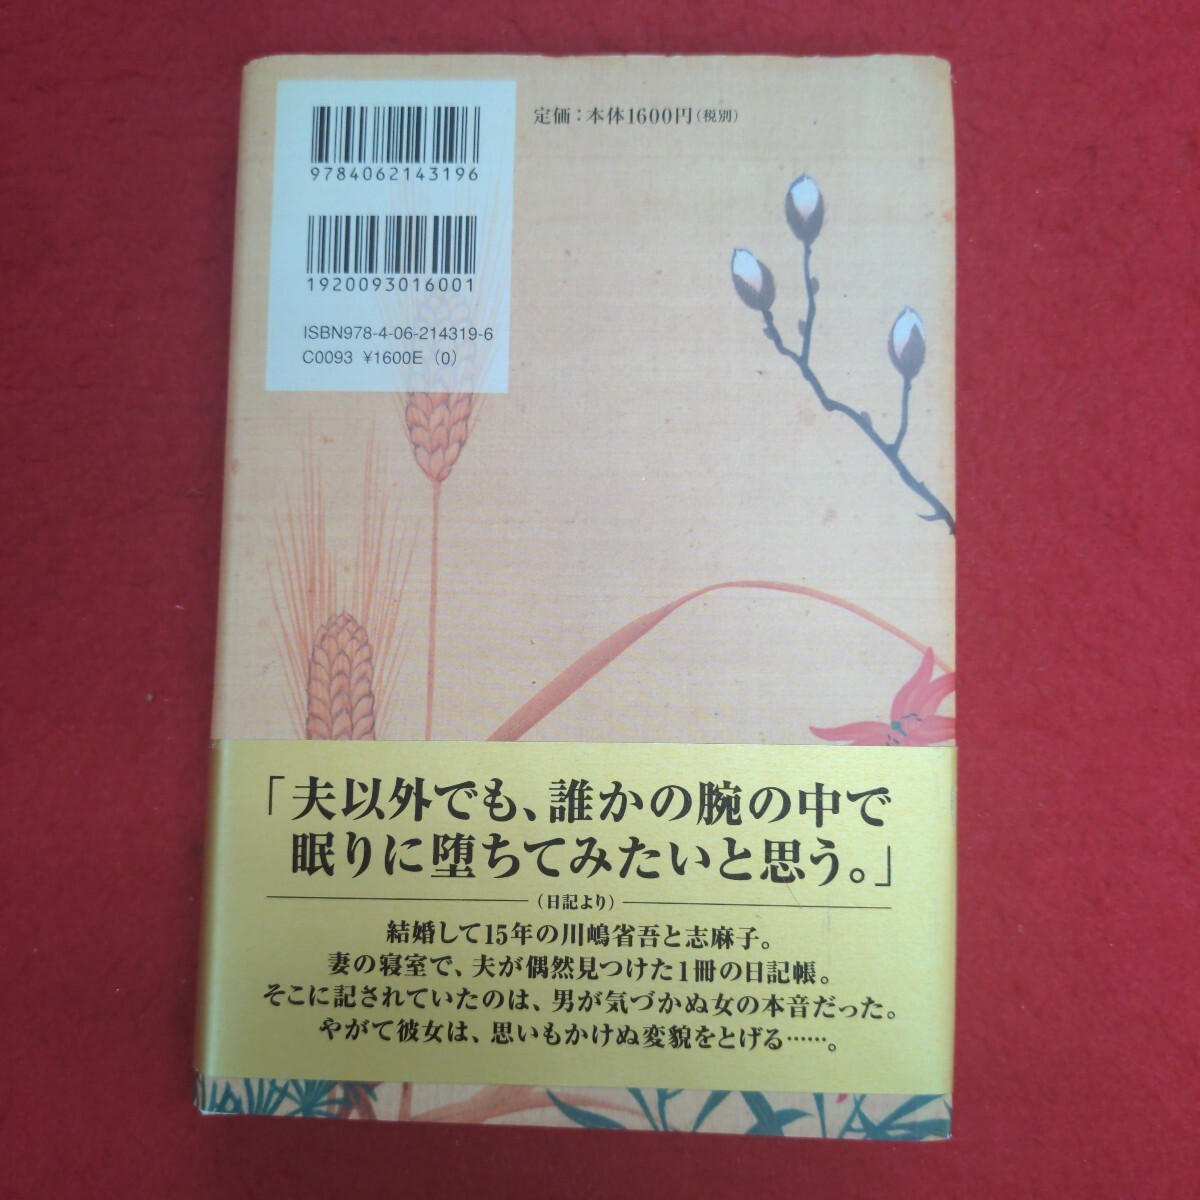 9784062143196
1920093016001
ISBN978-4-06-214319-6
C0093 ¥1600E (0)
定価:本体1600円(税別)
「夫以外でも、誰かの腕の中で
眠りに堕ちてみたいと思う。」
(日記より)
結婚して15年の川嶋省吾と志麻子。
妻の寝室で、夫が偶然見つけた1冊の日記帳。
そこに記されていたのは、男が気づかぬ女の本音だった。
やがて彼女は、思いもかけぬ変貌をとげる……。